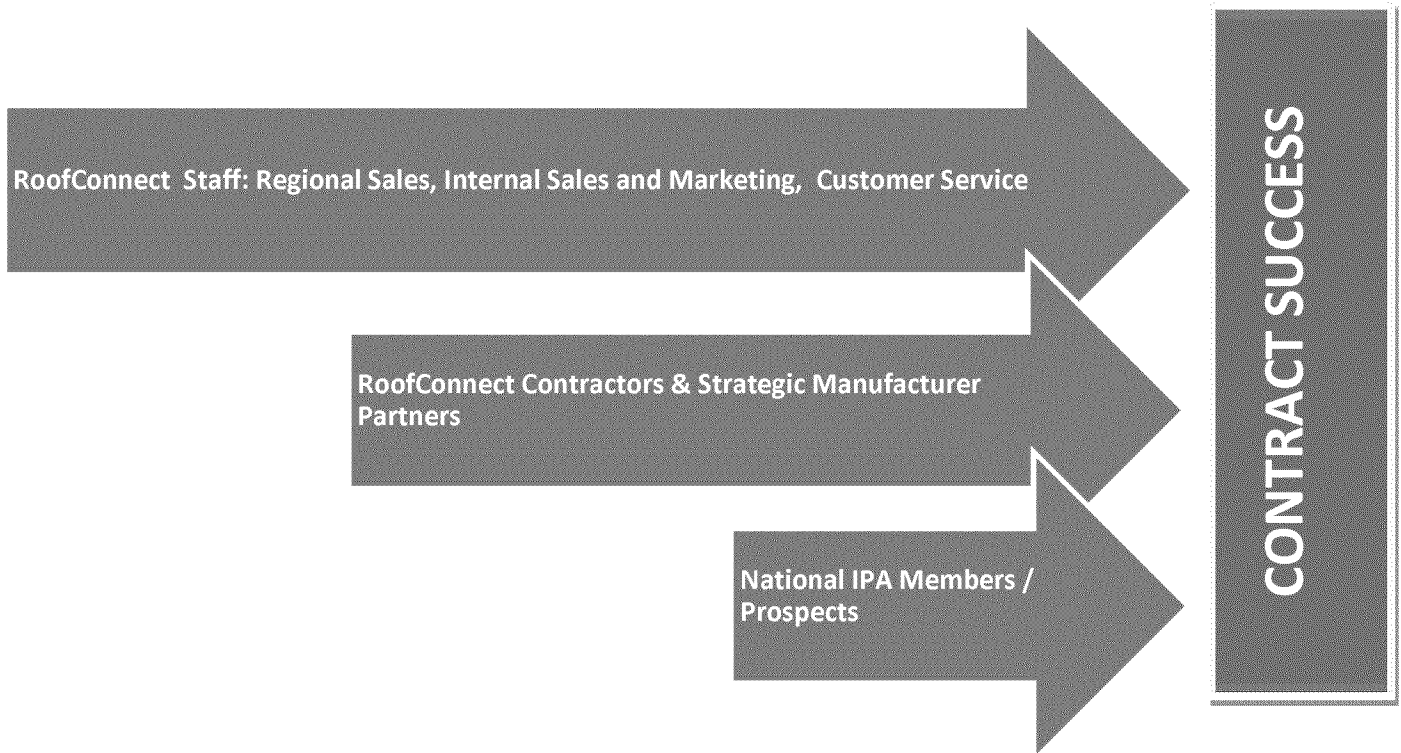 RoofConnect Staff: Regional Sales, Internal Sales and Marketing, Customer Service
RoofConnect Contractors & Strategic Manufacturer
Partners
National IPA Members /
Prospects
CONTRACT SUCCESS